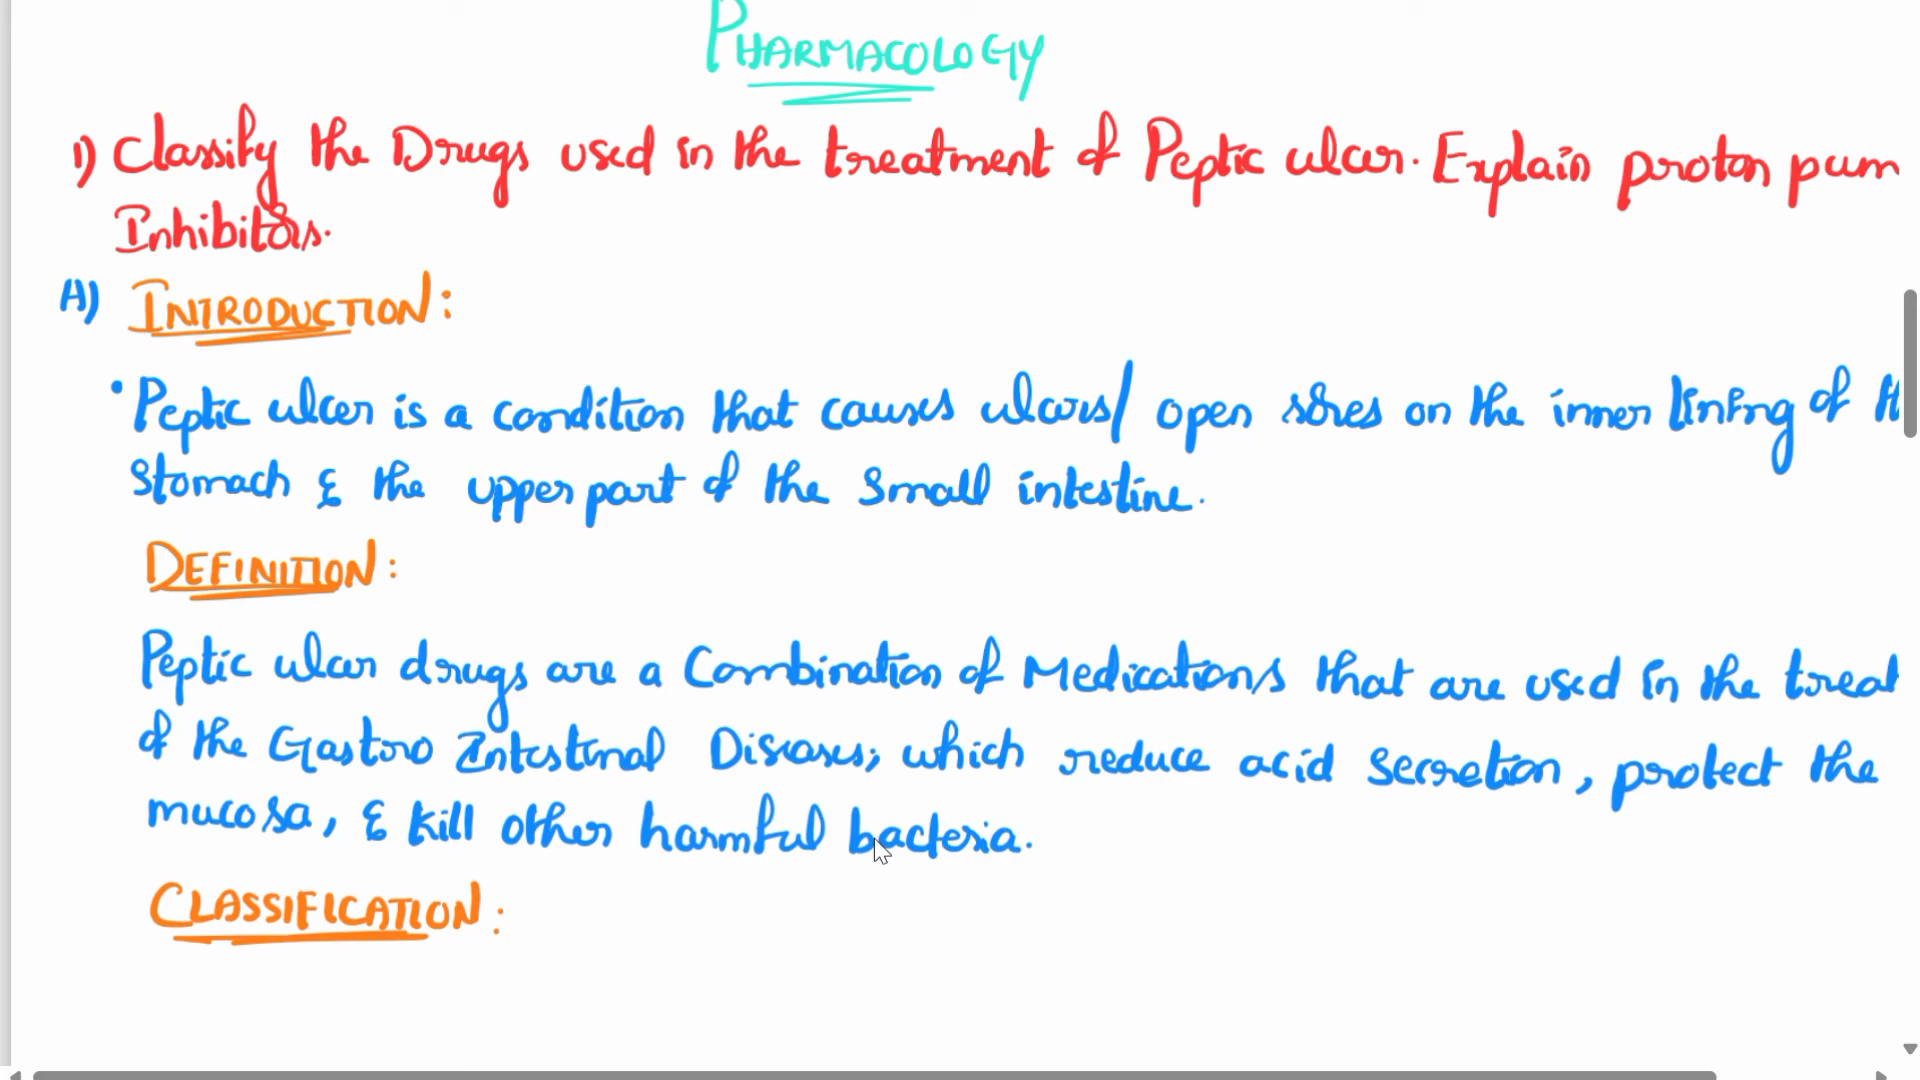 PHARMACOLOGY
1) Classify the Drugs used in the treatment of Peptic ulcer. Explain proton pum
Inhibitors.
A) INTRODUCTION:
• Peptic ulcer is a condition that causes ulcers/ open sores on the inner lining of th
Stomach & the upper part of the small intestine.
DEFINITION:
Peptic ulcer drugs are a Combination of Medications that are used in the treat
of the Gastro Intestinal Diseases; which reduce acid secretion, protect the
mucosa, & kill other harmful bacteria.
CLASSIFICATION: